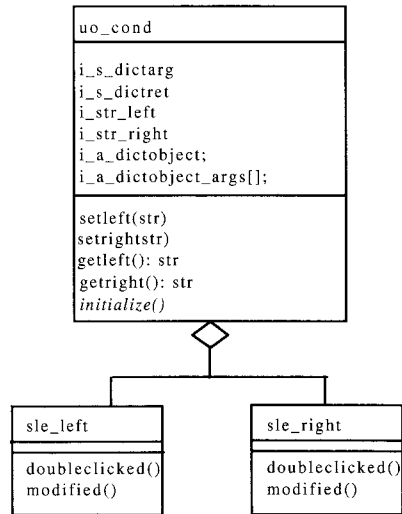 uo_cond
i_s_dictarg
i_s_dictret
i_str_left
i_str_right
i_a_dictobject;
i_a_dictobject_args[];
setleft(str)
setrightstr)
getleft(): str
getright(): str
initialize()
sle_left
doubleclicked()
modified()
sle_right
doubleclicked()
modified()